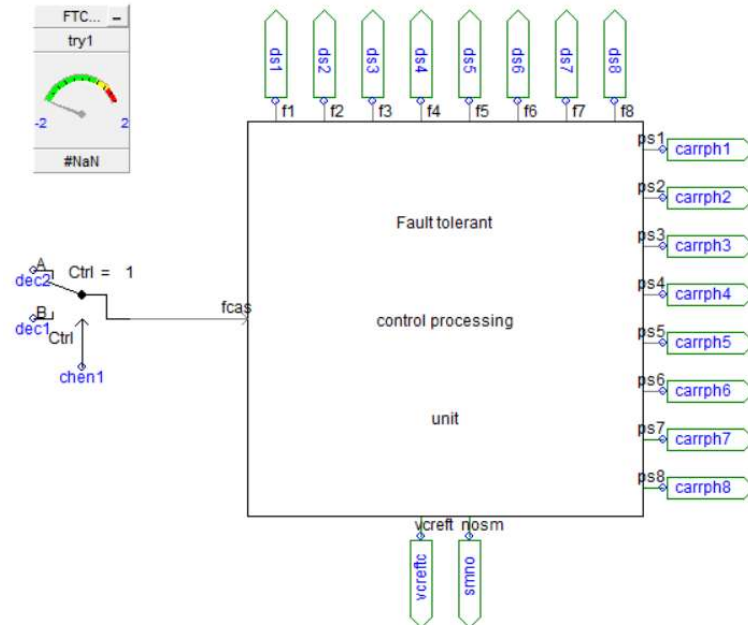 FTC...
try1
-2 2
#NaN
ds1 ds2 ds3 ds4 ds5 ds6 ds7 ds8
f1 f2 f3 f4 f5 f6 f7 f8
ps1 carrph1
ps2 carrph2
Fault tolerant
ps3 carrph3
A Ctrl = 1
dec2
ps4 carrph4
fcas
B
dec1 Ctrl
control processing
ps5 carrph5
chen1
ps6 carrph6
unit
ps7 carrph7
ps8 carrph8
vcreft nosm
vcreftc smno